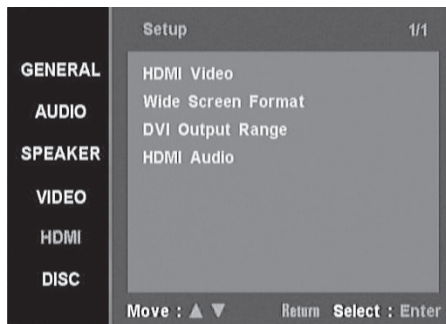 Setup 1/1
GENERAL
AUDIO
SPEAKER
VIDEO
HDMI
DISC
HDMI Video
Wide Screen Format
DVI Output Range
HDMI Audio
Move : ▲ ▼ Return Select : Enter